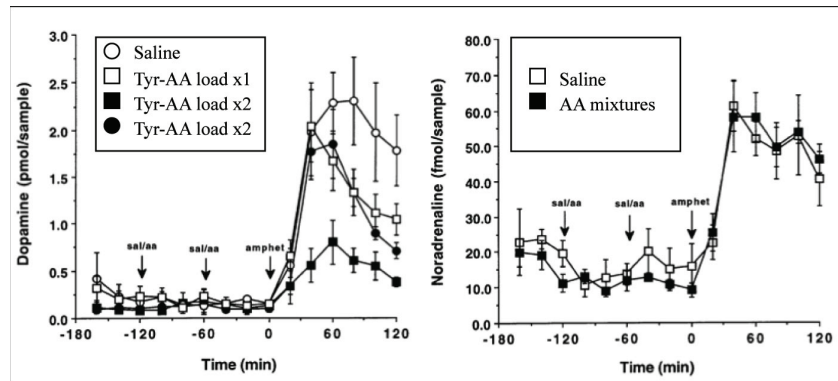 Saline
Tyr-AA load x1
Tyr-AA load x2
Tyr-AA load x2
Dopamine (pmol/sample)
3.0
2.5
2.0
1.5
1.0
0.5
0.0
sal/aa
sal/aa
amphet
-180
-120
-60
0
60
120
Time (min)
Saline
AA mixtures
Noradrenaline (fmol/sample)
80.0
70.0
60.0
50.0
40.0
30.0
20.0
10.0
0.0
sal/aa
sal/aa
amphet
-180
-120
-60
0
60
120
Time (min)